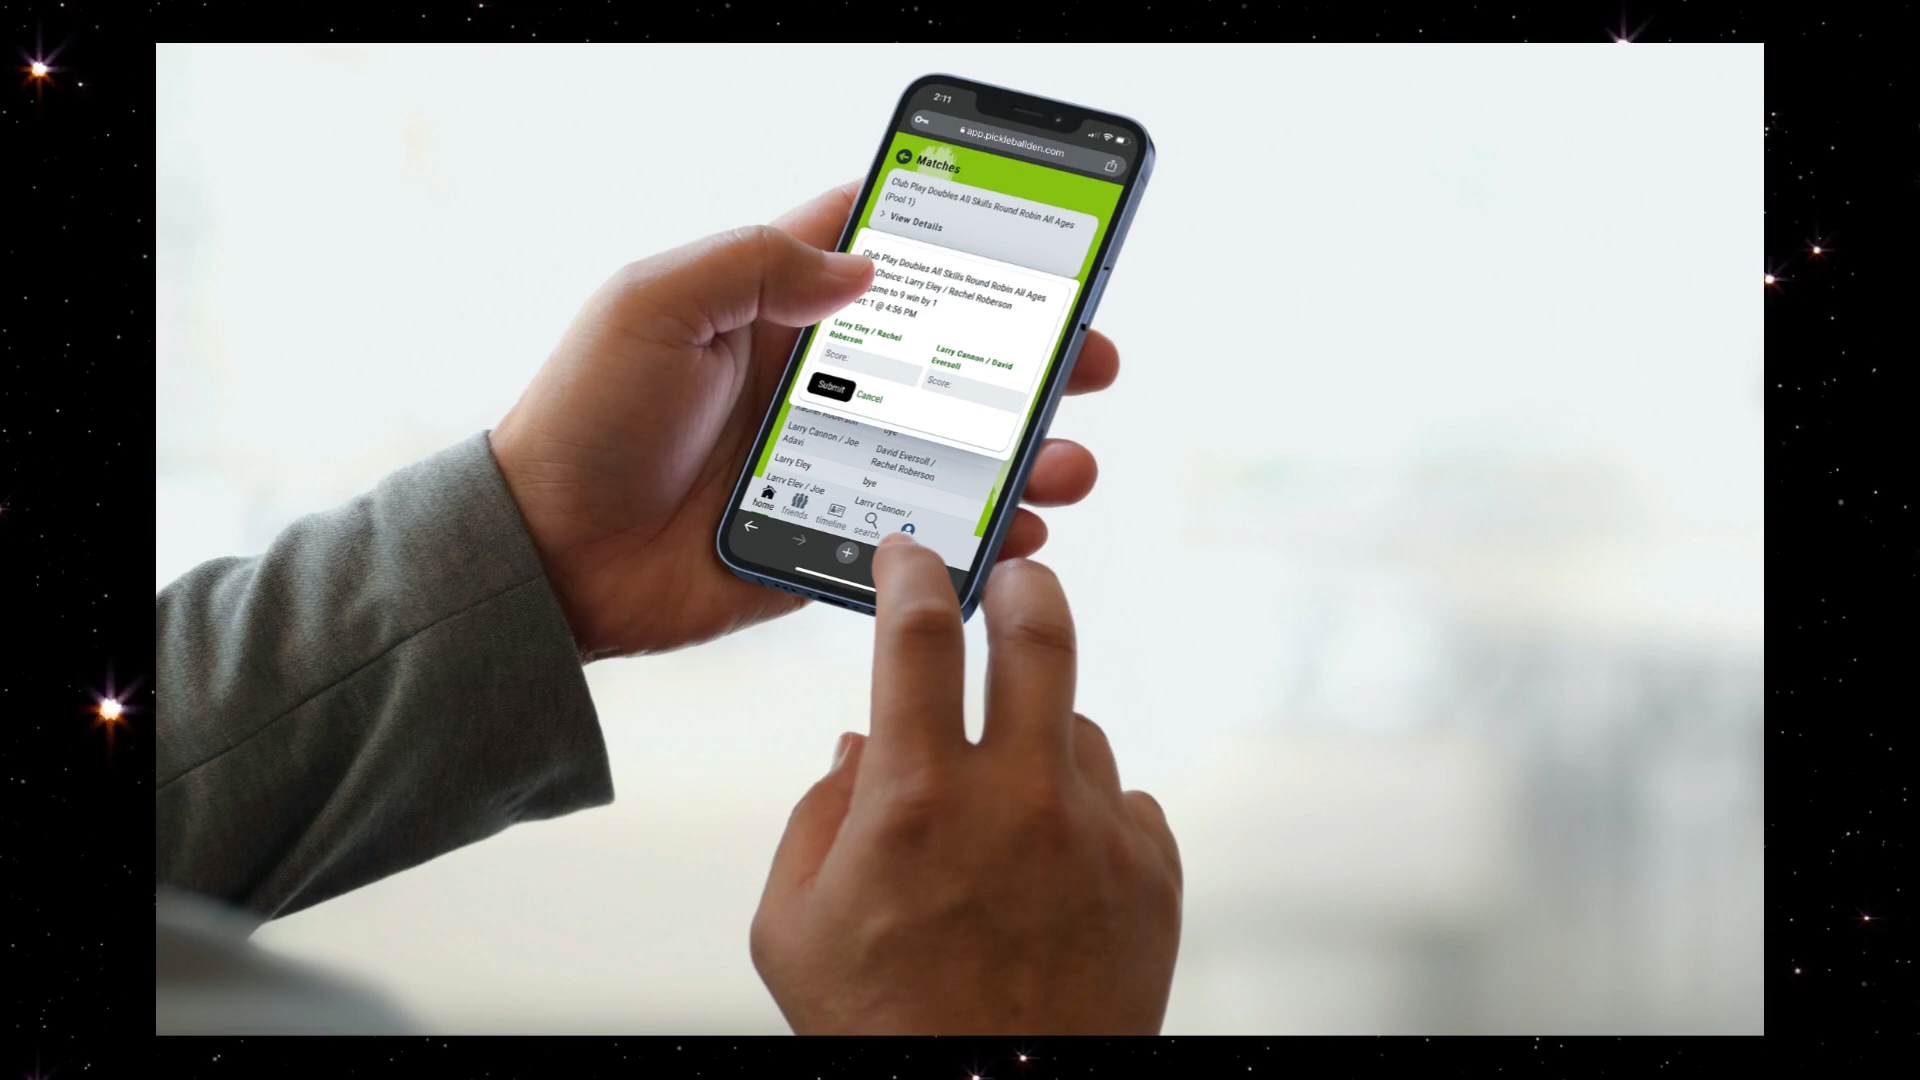 2:11
app.pickleballden.com
Matches
Club Play Doubles All Skills Round Robin All Ages
(Pool 1)
View Details
Club Play Doubles All Skills Round Robin All Ages
Choice: Larry Eley / Rachel Roberson
game to 9 win by 1
1 @ 4:56 PM
Larry Eley / Rachel
Roberson
Larry Cannon / David
Eversoll
Score:
Score:
Submit
Cancel
Rachel Roberson
bye
Larry Cannon / Joe
Adavi
David Eversoll /
Rachel Roberson
Larry Eley
bye
Larry Eley / Joe
Larry Cannon /
home
friends
timeline
search